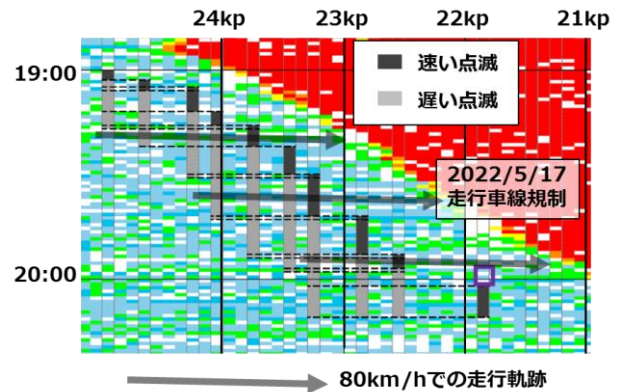 24kp 23kp 22kp 21kp
19:00
速い点滅
遅い点滅
2022/5/17
走行車線規制
20:00
80km/hでの走行軌跡